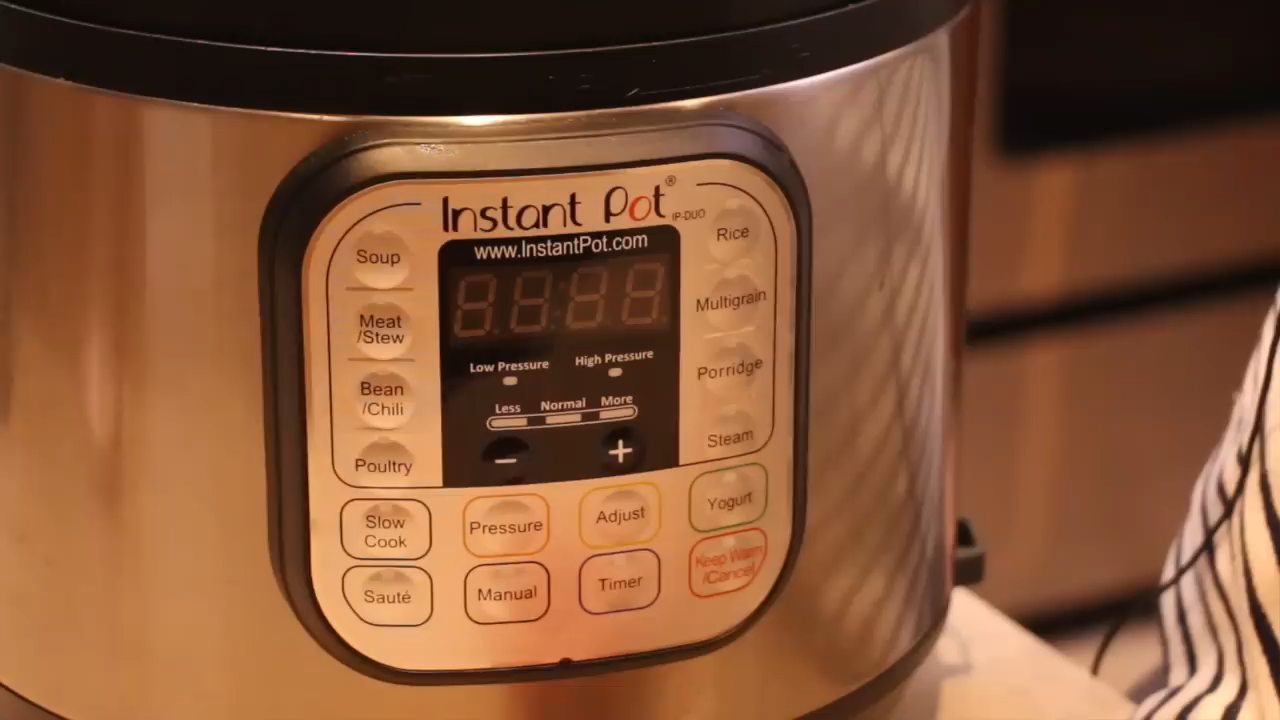 Instant Pot®
IP-DUO
www.InstantPot.com
Soup
Meat
/Stew
Bean
/Chili
Poultry
Low Pressure
High Pressure
Less
Normal
More
−
+
Rice
Multigrain
Porridge
Steam
Slow
Cook
Pressure
Adjust
Yogurt
Sauté
Manual
Timer
Keep Warm
/Cancel